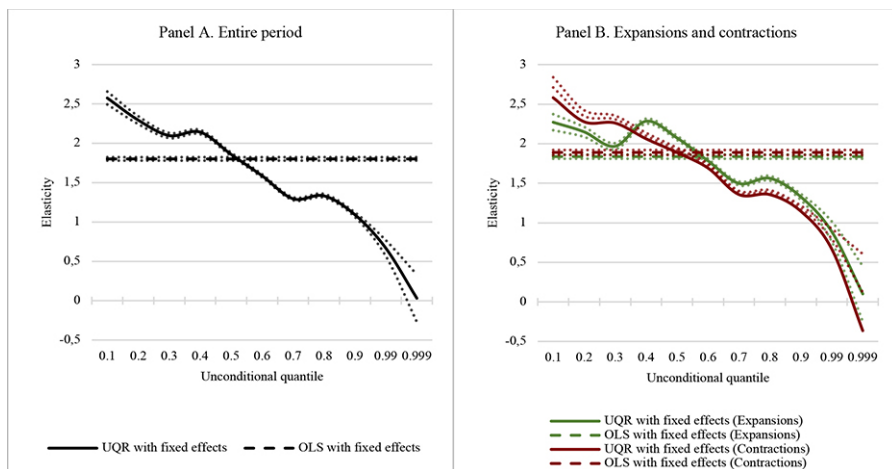 Panel A. Entire period
3
2,5
2
1,5
1
0,5
0
-0,5
Elasticity
0.1 0.2 0.3 0.4 0.5 0.6 0.7 0.8 0.9 0.99 0.999
Unconditional quantile
UQR with fixed effects
OLS with fixed effects
Panel B. Expansions and contractions
3
2,5
2
1,5
1
0,5
0
-0,5
Elasticity
0.1 0.2 0.3 0.4 0.5 0.6 0.7 0.8 0.9 0.99 0.999
Unconditional quantile
UQR with fixed effects (Expansions)
OLS with fixed effects (Expansions)
UQR with fixed effects (Contractions)
OLS with fixed effects (Contractions)